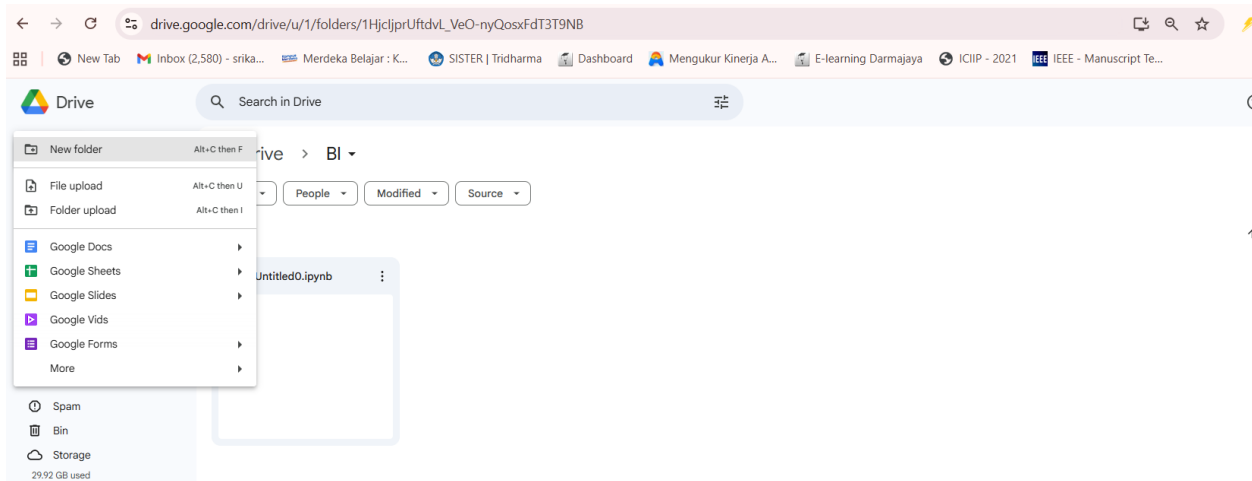 drive.google.com/drive/u/1/folders/1HjcIjprUftdvL_VeO-nyQosxFdT3T9NB
New Tab Inbox (2,580) - srika... Merdeka Belajar : K... SISTER | Tridharma Dashboard Mengukur Kinerja A... E-learning Darmajaya ICIIP - 2021 IEEE IEEE - Manuscript Te...
Drive Search in Drive
New folder Alt+C then F
rive > BI
File upload Alt+C then U
People Modified Source
Folder upload Alt+C then I
Google Docs
Google Sheets Untitled0.ipynb
Google Slides
Google Vids
Google Forms
More
Spam
Bin
Storage
29.92 GB used